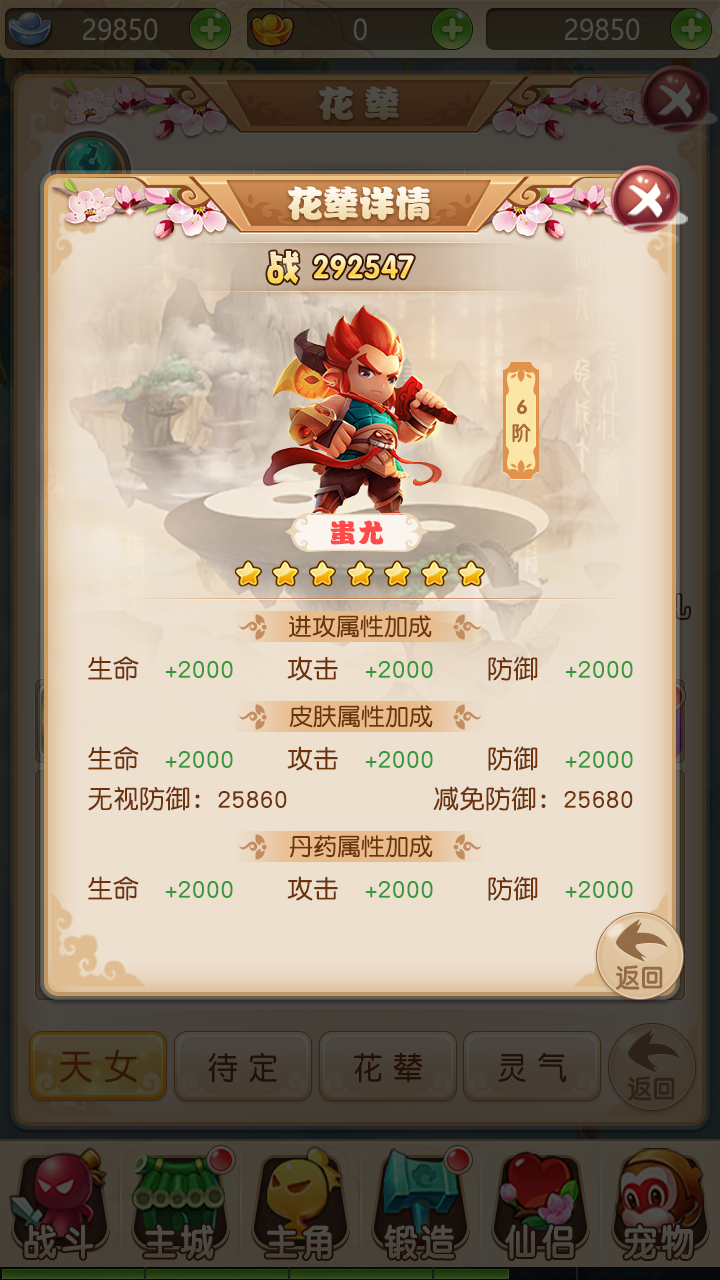 29850 0 29850
花辇
花辇详情
战 292547
6阶
蚩尤
进攻属性加成
生命 +2000 攻击 +2000 防御 +2000
皮肤属性加成
生命 +2000 攻击 +2000 防御 +2000
无视防御：25860 减免防御：25680
丹药属性加成
生命 +2000 攻击 +2000 防御 +2000
返回
天女 待定 花辇 灵气 返回
战斗 主城 主角 锻造 仙侣 宠物